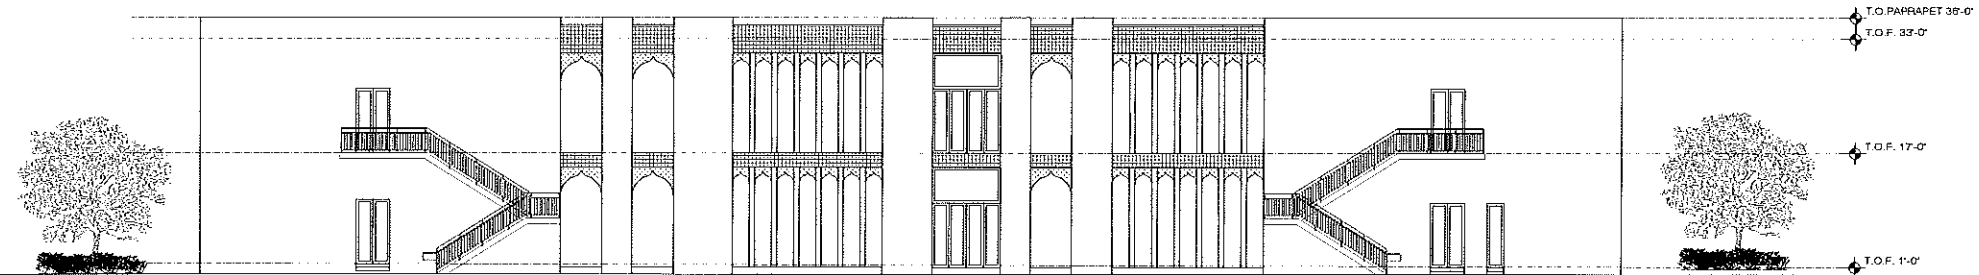 T.O.PAPRAPET 36'-0"
T.O.F. 33'-0"
T.O.F. 17'-0"
T.O.F. 1'-0"